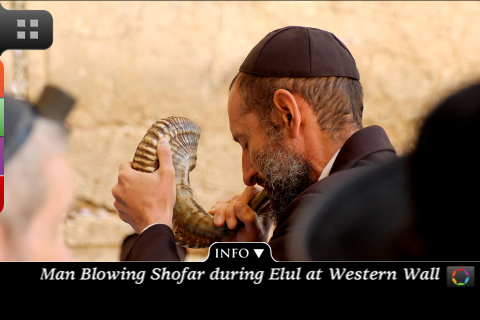 INFO ▼
Man Blowing Shofar during Elul at Western Wall